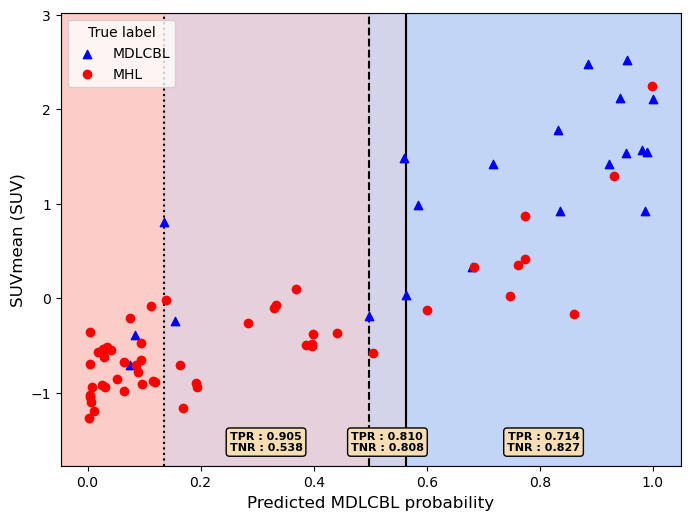 3
2
1
0
−1
SUVmean (SUV)
True label
MDLCBL
MHL
TPR : 0.905
TNR : 0.538
TPR : 0.810
TNR : 0.808
TPR : 0.714
TNR : 0.827
0.0
0.2
0.4
0.6
0.8
1.0
Predicted MDLCBL probability